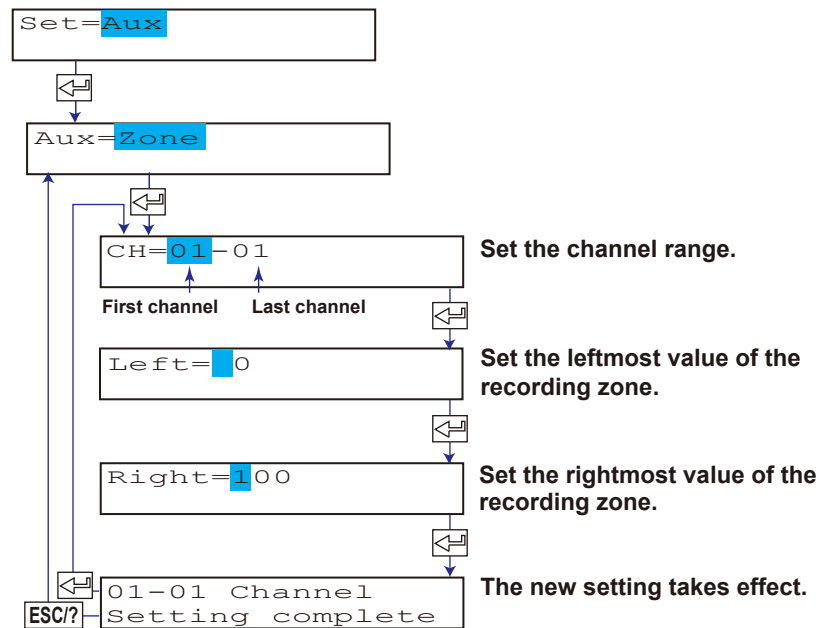 Set=Aux
Aux=Zone
CH=01-01
Set the channel range.
First channel
Last channel
Left= 0
Set the leftmost value of the
recording zone.
Right=100
Set the rightmost value of the
recording zone.
01-01 Channel
Setting complete
The new setting takes effect.
ESC/?